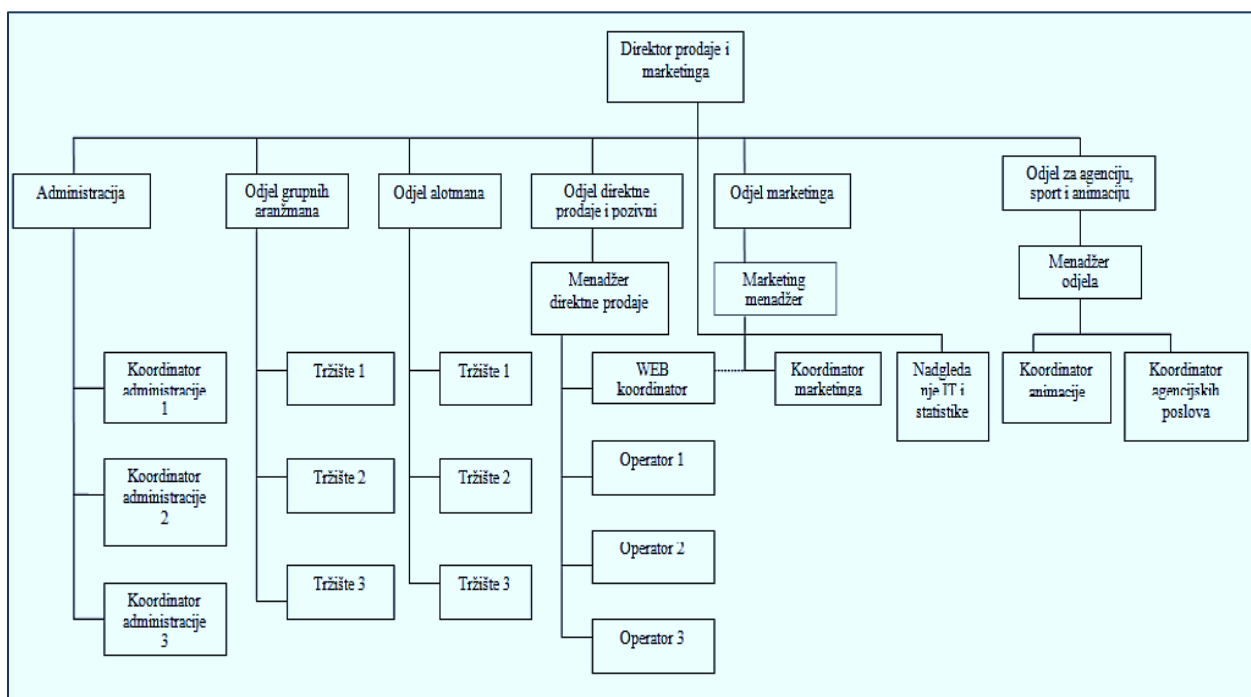 Direktor prodaje i
marketinga
Administracija
Odjel grupnih
aranžmana
Odjel alotmana
Odjel direktne
prodaje i pozivni
Odjel marketinga
Odjel za agenciju,
sport i animaciju
Menadžer
direktne prodaje
Marketing
menadžer
Menadžer
odjela
Koordinator
administracije
1
Tržište 1
Tržište 1
WEB
koordinator
Koordinator
marketinga
Nadgleda
nje IT i
statistike
Koordinator
animacije
Koordinator
agencijskih
poslova
Koordinator
administracije
2
Tržište 2
Tržište 2
Operator 1
Operator 2
Koordinator
administracije
3
Tržište 3
Tržište 3
Operator 3